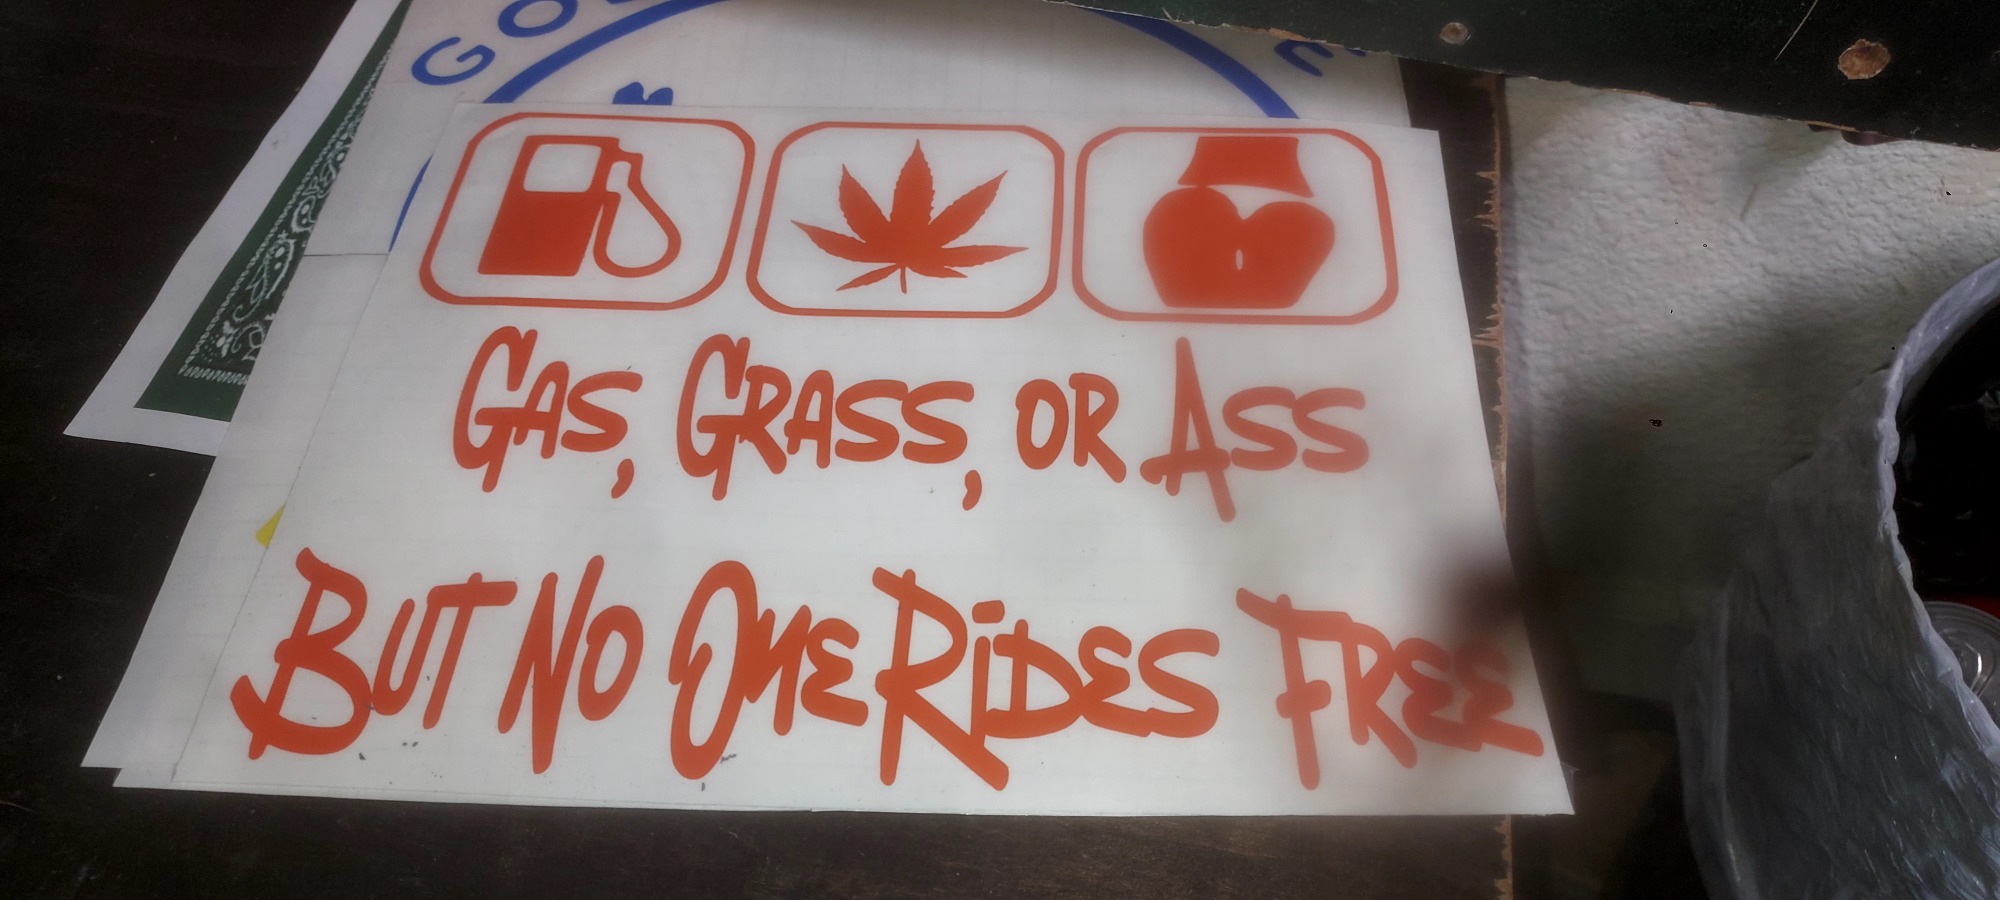 Gas, Grass, or Ass
But No One Rides Free